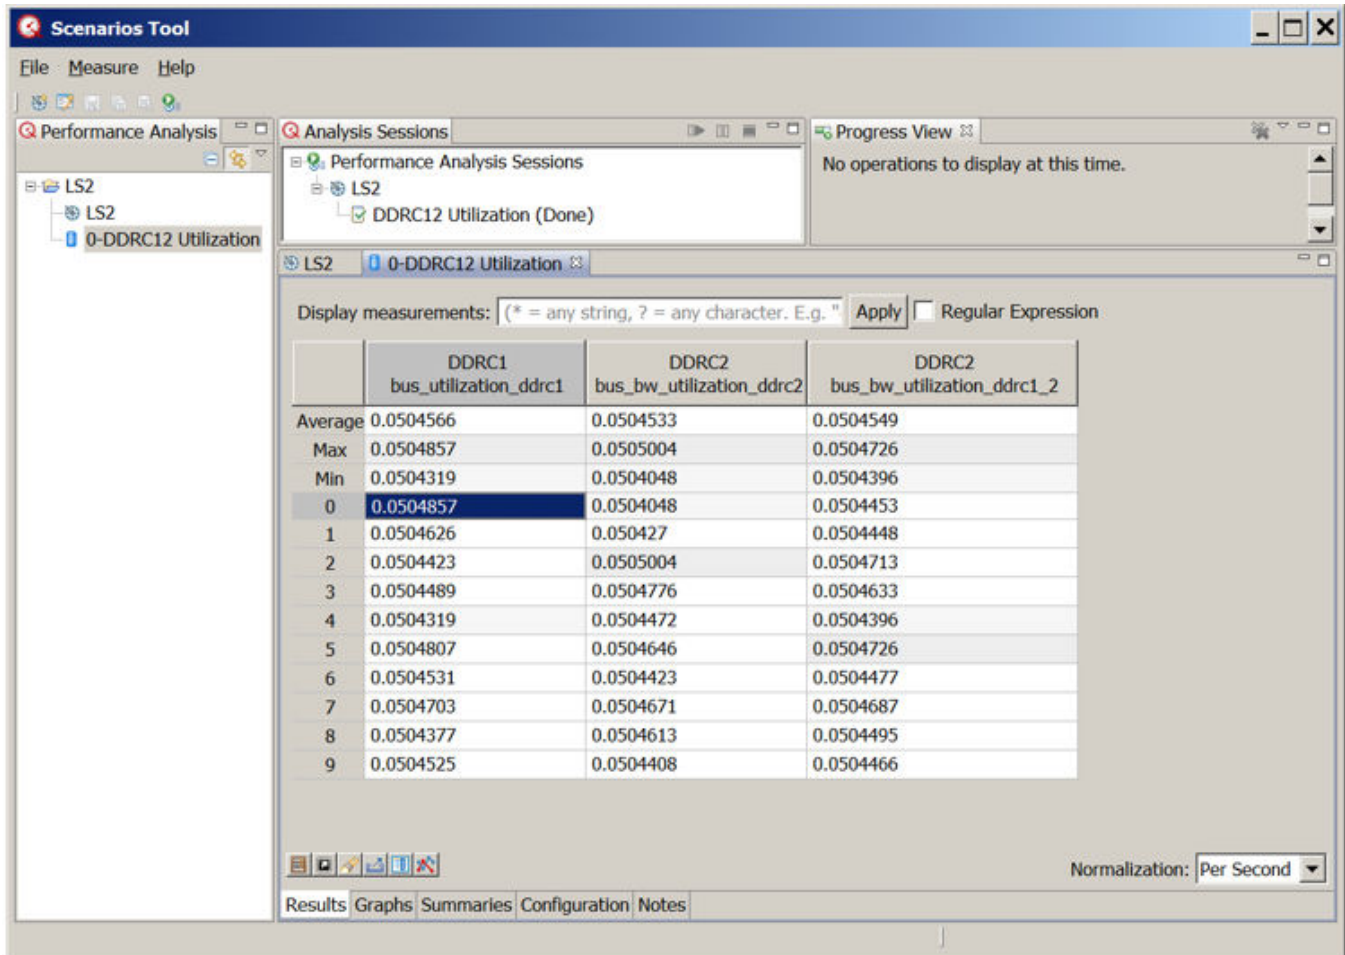 Scenarios Tool
File Measure Help
Performance Analysis
LS2
LS2
0-DDRC12 Utilization
Analysis Sessions
Performance Analysis Sessions
LS2
DDRC12 Utilization (Done)
Progress View
No operations to display at this time.
LS2 0-DDRC12 Utilization
Display measurements: (* = any string, ? = any character. E.g. " Apply Regular Expression
DDRC1 DDRC2 DDRC2
bus_utilization_ddrc1 bus_bw_utilization_ddrc2 bus_bw_utilization_ddrc1_2
Average 0.0504566 0.0504533 0.0504549
Max 0.0504857 0.0505004 0.0504726
Min 0.0504319 0.0504048 0.0504396
0 0.0504857 0.0504048 0.0504453
1 0.0504626 0.050427 0.0504448
2 0.0504423 0.0505004 0.0504713
3 0.0504489 0.0504776 0.0504633
4 0.0504319 0.0504472 0.0504396
5 0.0504807 0.0504646 0.0504726
6 0.0504531 0.0504423 0.0504477
7 0.0504703 0.0504671 0.0504687
8 0.0504377 0.0504613 0.0504495
9 0.0504525 0.0504408 0.0504466
Normalization: Per Second
Results Graphs Summaries Configuration Notes